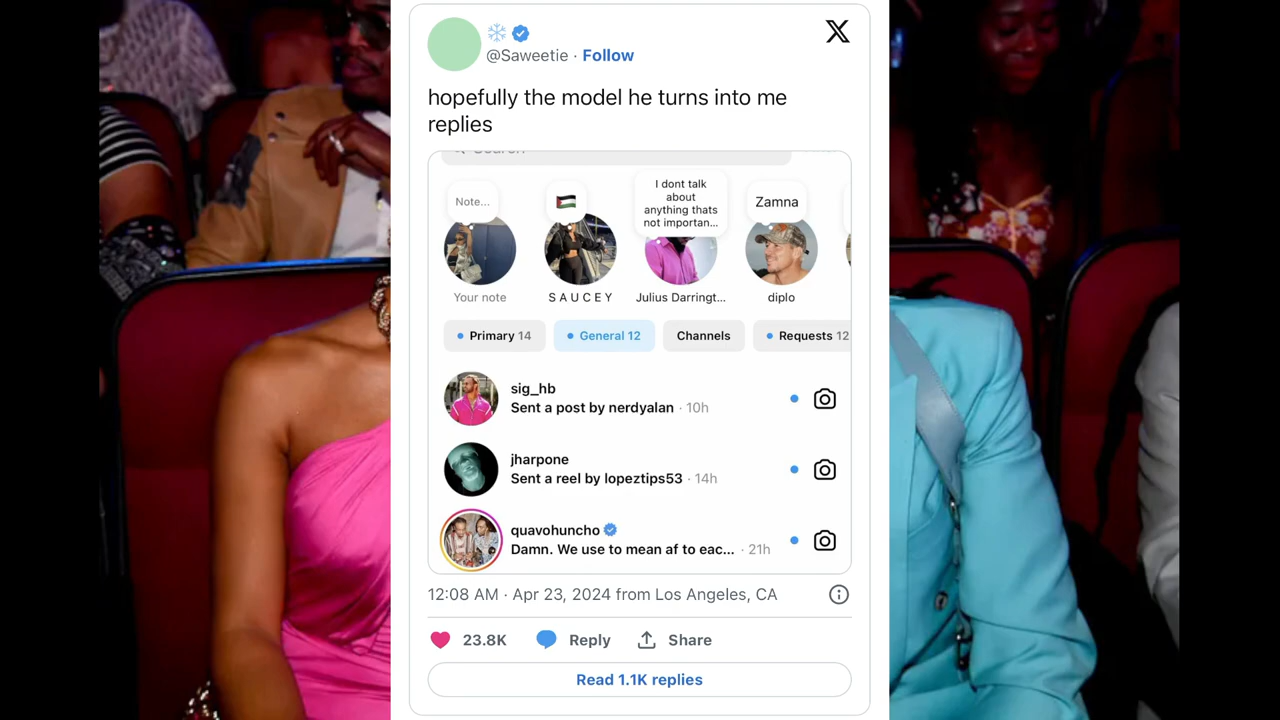 @Saweetie · Follow
hopefully the model he turns into me
replies
Note...
I dont talk
about
anything thats
not importan...
Zamna
Your note
S A U C E Y
Julius Darringt...
diplo
Primary 14
General 12
Channels
Requests 12
sig_hb
Sent a post by nerdyalan · 10h
jharpone
Sent a reel by lopeztips53 · 14h
quavohuncho
Damn. We use to mean af to eac... · 21h
12:08 AM · Apr 23, 2024 from Los Angeles, CA
23.8K
Reply
Share
Read 1.1K replies